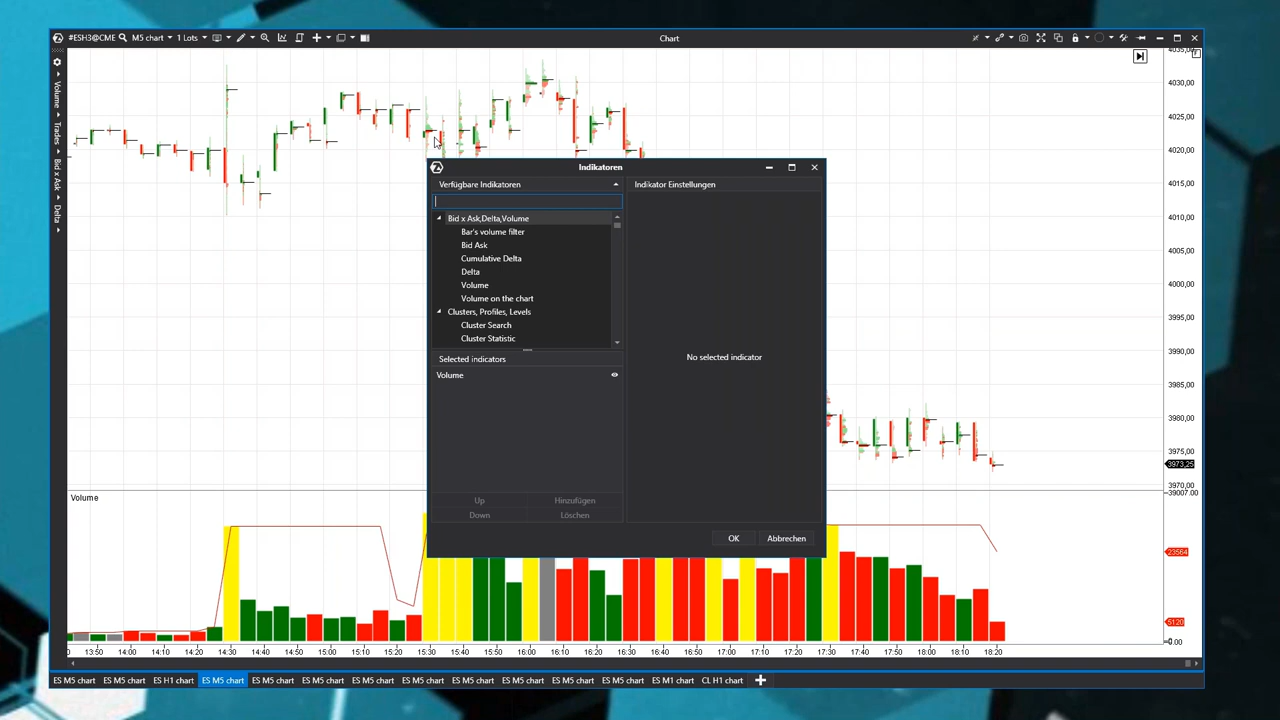 #ESH3@CME M5 chart 1 Lots Chart
Volume
Trades
Bid x Ask
Delta
4035,00
4030,00
4025,00
4020,00
4015,00
4010,00
4005,00
4000,00
3995,00
3990,00
3985,00
3980,00
3975,00
3973,25
3970,00
Indikatoren
Verfügbare Indikatoren
Bid x Ask,Delta,Volume
Bar's volume filter
Bid Ask
Cumulative Delta
Delta
Volume
Volume on the chart
Clusters, Profiles, Levels
Cluster Search
Cluster Statistic
Selected indicators
Volume
Up Hinzufügen
Down Löschen
Indikator Einstellungen
No selected indicator
OK Abbrechen
Volume
39007.00
23564
5120
0.00
13:50 14:00 14:10 14:20 14:30 14:40 14:50 15:00 15:10 15:20 15:30 15:40 15:50 16:00 16:10 16:20 16:30 16:40 16:50 17:00 17:10 17:20 17:30 17:40 17:50 18:00 18:10 18:20
ES M5 chart ES M5 chart ES H1 chart ES M5 chart ES M5 chart ES M5 chart ES M5 chart ES M5 chart ES M5 chart ES M5 chart ES M5 chart ES M5 chart ES M1 chart CL H1 chart